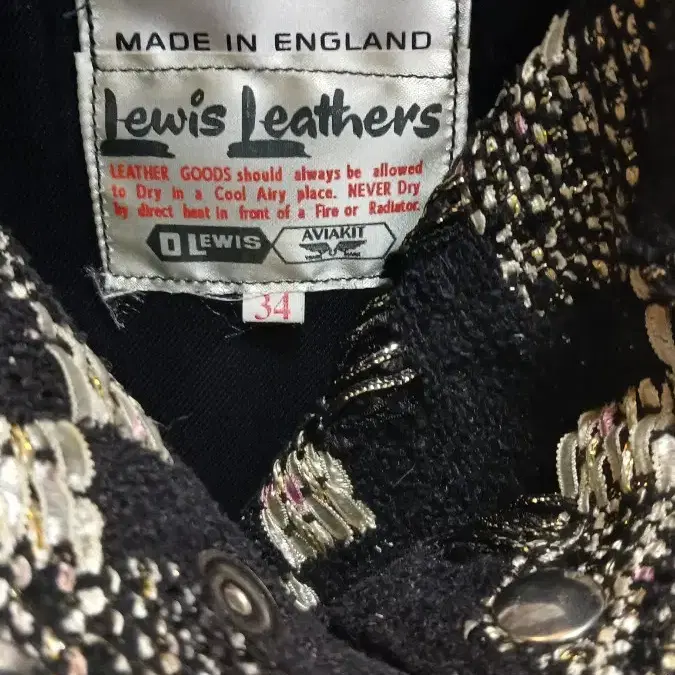 MADE IN ENGLAND
Lewis Leathers
LEATHER GOODS should always be allowed
to Dry in a Cool Airy place. NEVER Dry
by direct heat in front of a Fire or Radiator.
D LEWIS AVIAKIT
34